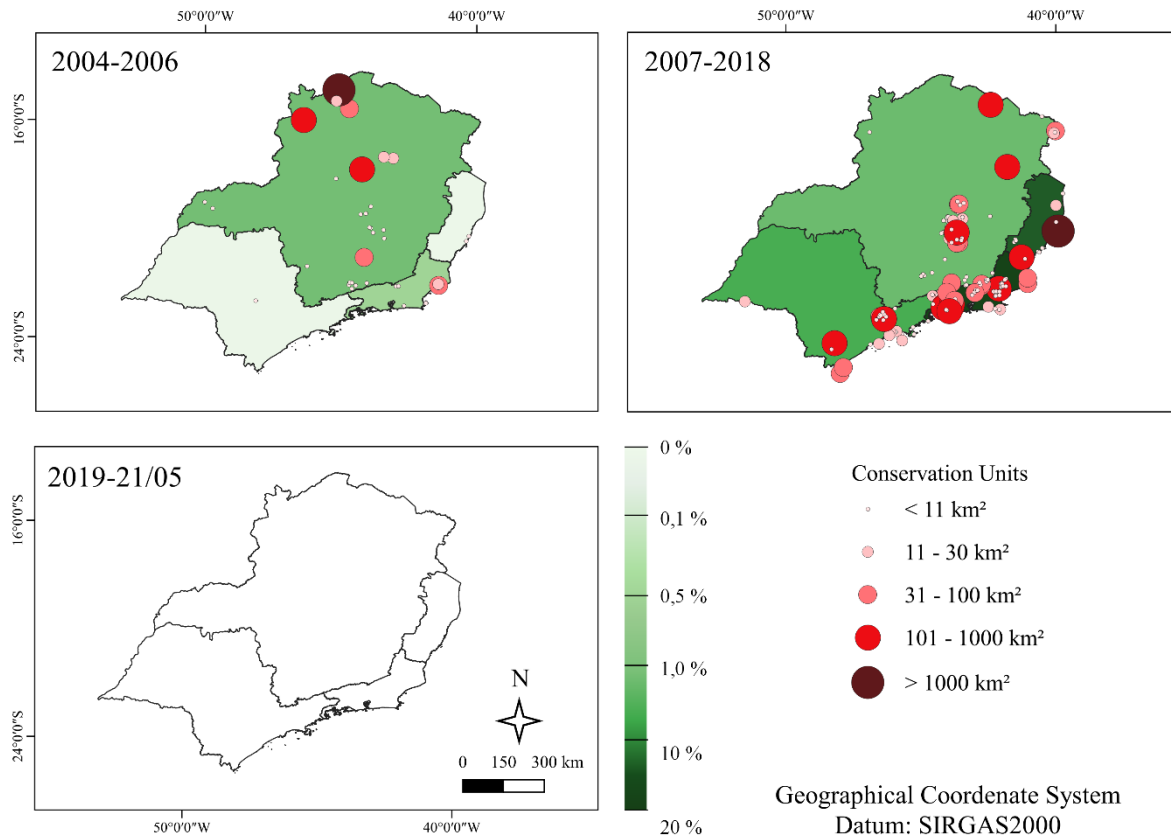 50°0'0"W 40°0'0"W 50°0'0"W 40°0'0"W
2004-2006
2007-2018
16°0'0"S
24°0'0"S
2019-21/05
16°0'0"S
24°0'0"S
N
0 150 300 km
50°0'0"W 40°0'0"W
0 %
0,1 %
0,5 %
1,0 %
10 %
20 %
Conservation Units
< 11 km²
11 - 30 km²
31 - 100 km²
101 - 1000 km²
> 1000 km²
Geographical Coordenate System
Datum: SIRGAS2000